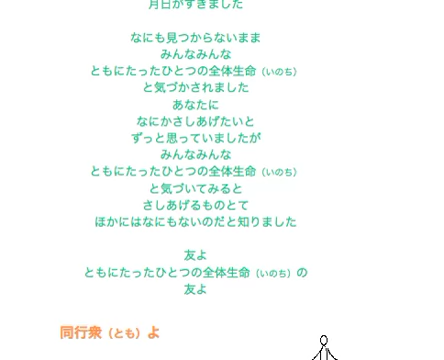 月日がすぎました
なにも見つからないまま
みんなみんな
ともにたったひとつの全体生命（いのち）
と気づかされました
あなたに
なにかさしあげたいと
ずっと思っていましたが
みんなみんな
ともにたったひとつの全体生命（いのち）
と気づいてみると
さしあげるものとて
ほかにはなにもないのだと知りました
友よ
ともにたったひとつの全体生命（いのち）の
友よ
同行衆（とも）よ